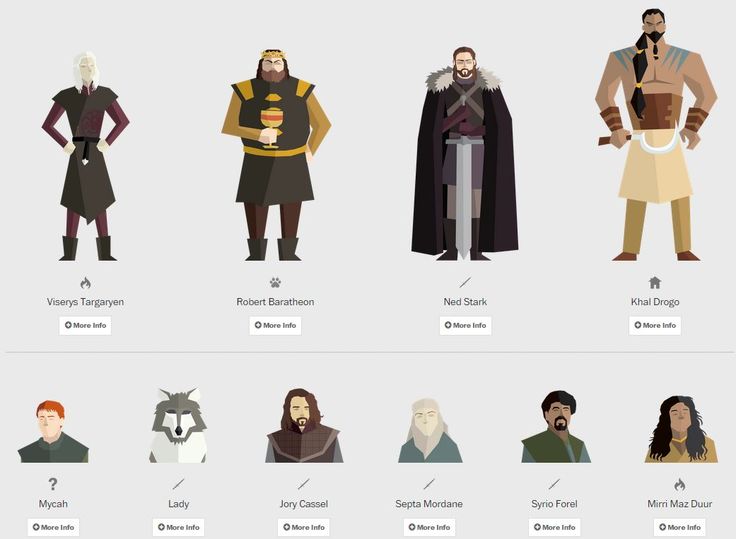 Viserys Targaryen
Robert Baratheon
Ned Stark
Khal Drogo
More Info
More Info
More Info
More Info
?
Mycah
Lady
Jory Cassel
Septa Mordane
Syrio Forel
Mirri Maz Duur
More Info
More Info
More Info
More Info
More Info
More Info